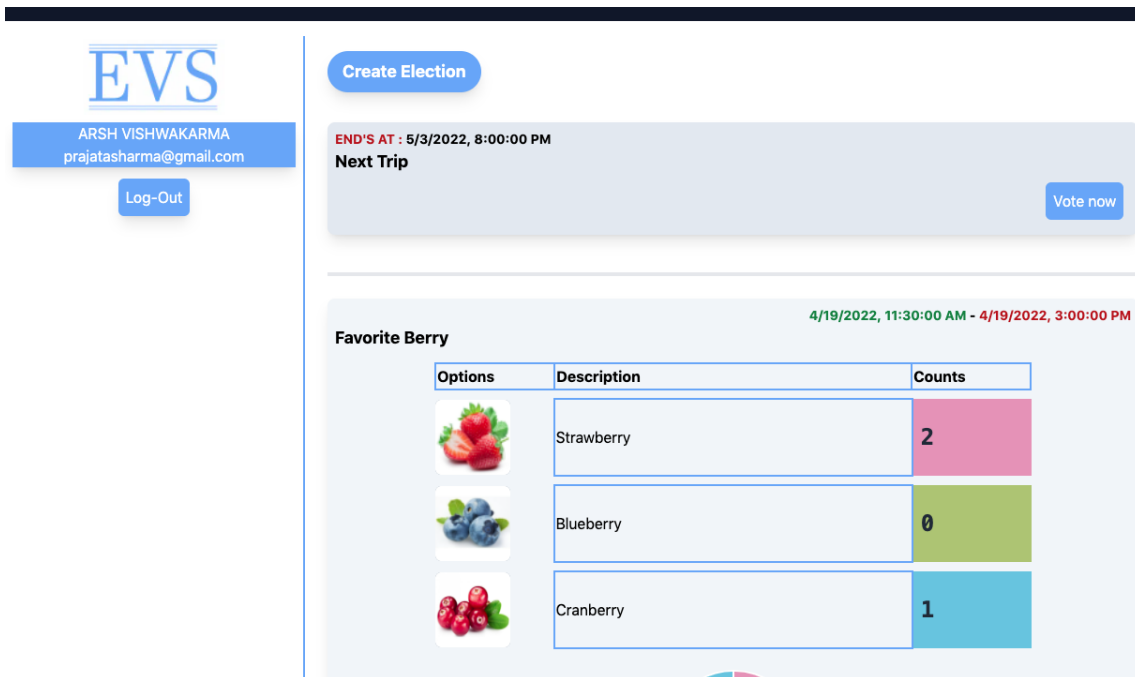 EVS
ARSH VISHWAKARMA
prajatasharma@gmail.com
Log-Out
Create Election
END'S AT : 5/3/2022, 8:00:00 PM
Next Trip
Vote now
4/19/2022, 11:30:00 AM - 4/19/2022, 3:00:00 PM
Favorite Berry
Options Description Counts
Strawberry 2
Blueberry 0
Cranberry 1